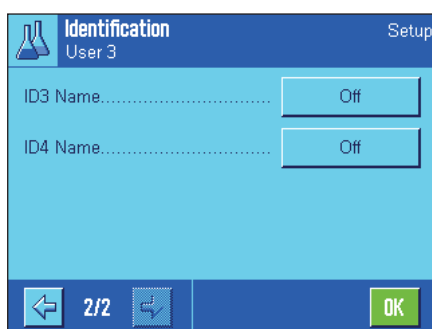 Identification
Setup
User 3
ID3 Name............................... Off
ID4 Name............................... Off
2/2
OK